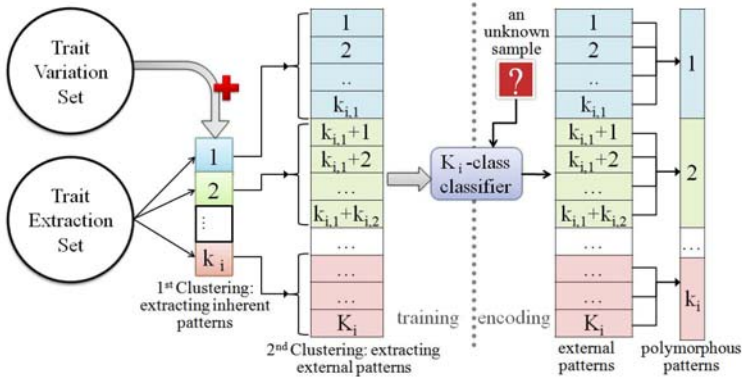 Trait
Variation
Set
Trait
Extraction
Set
1
2
⋮
k i
1st Clustering:
extracting inherent
patterns
1
2
..
ki,1
ki,1+1
ki,1+2
...
ki,1+ki,2
...
...
...
Ki
2nd Clustering: extracting
external patterns
training
an
unknown
sample
?
Ki-class
classifier
encoding
1
2
..
ki,1
ki,1+1
ki,1+2
...
ki,1+ki,2
...
...
...
Ki
external
patterns
1
2
...
ki
polymorphous
patterns